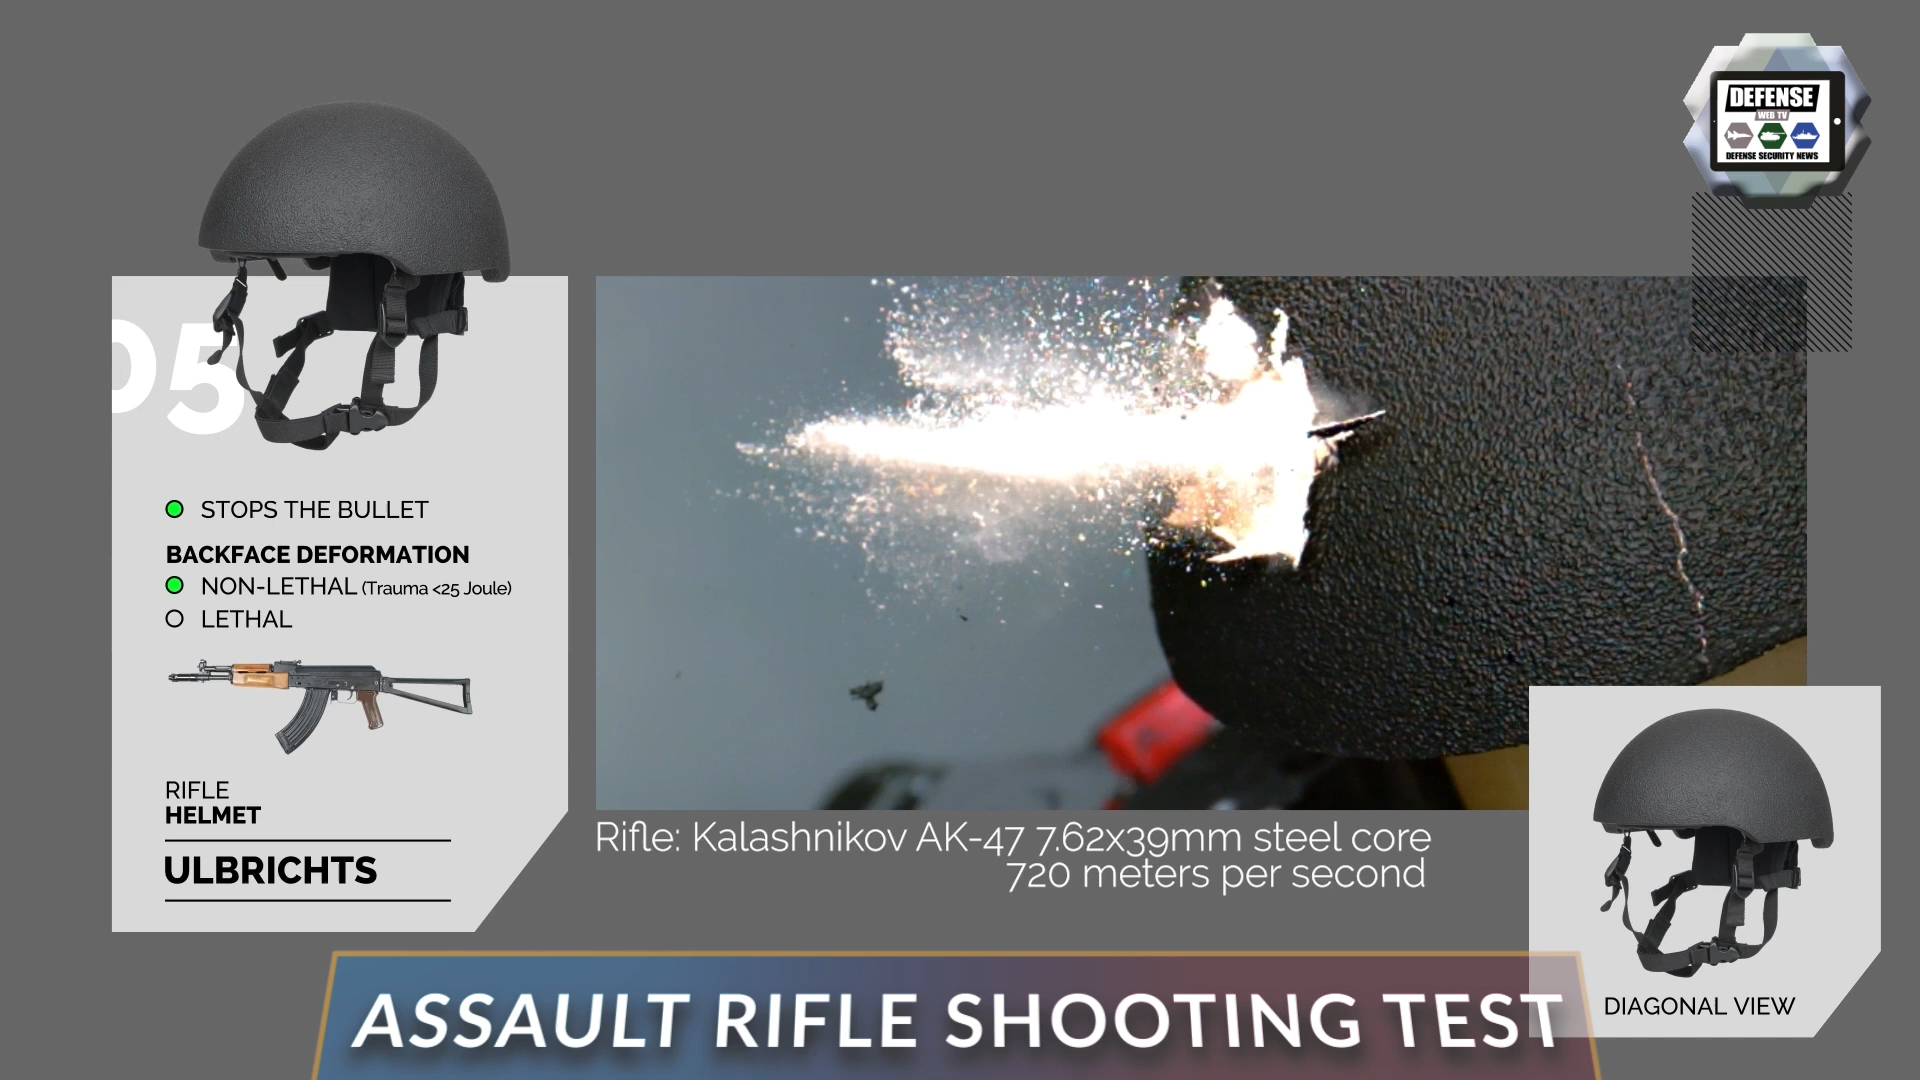 DEFENSE
WEB TV
DEFENSE SECURITY NEWS
05
STOPS THE BULLET
BACKFACE DEFORMATION
NON-LETHAL (Trauma <25 Joule)
LETHAL
RIFLE
HELMET
ULBRICHTS
Rifle: Kalashnikov AK-47 7.62x39mm steel core
720 meters per second
DIAGONAL VIEW
ASSAULT RIFLE SHOOTING TEST